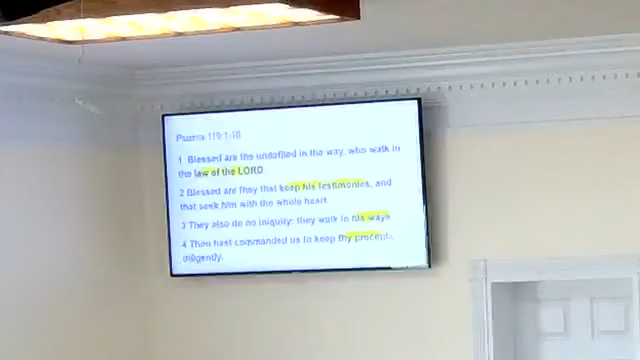 Psalms 119:1-10
1 Blessed are the undefiled in the way, who walk in
the law of the LORD
2 Blessed are they that keep his testimonies, and
that seek him with the whole heart
3 They also do no iniquity: they walk in his ways
4 Thou hast commanded us to keep thy precepts
diligently.